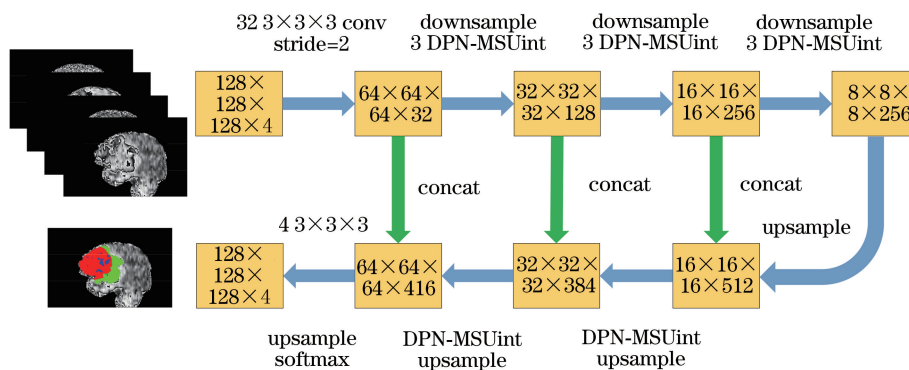 32 3×3×3 conv
stride=2
downsample
3 DPN-MSUint
downsample
3 DPN-MSUint
downsample
3 DPN-MSUint
128×
128×
128×4
64×64×
64×32
32×32×
32×128
16×16×
16×256
8×8×
8×256
concat
concat
concat
upsample
4 3×3×3
128×
128×
128×4
64×64×
64×416
32×32×
32×384
16×16×
16×512
upsample
softmax
DPN-MSUint
upsample
DPN-MSUint
upsample